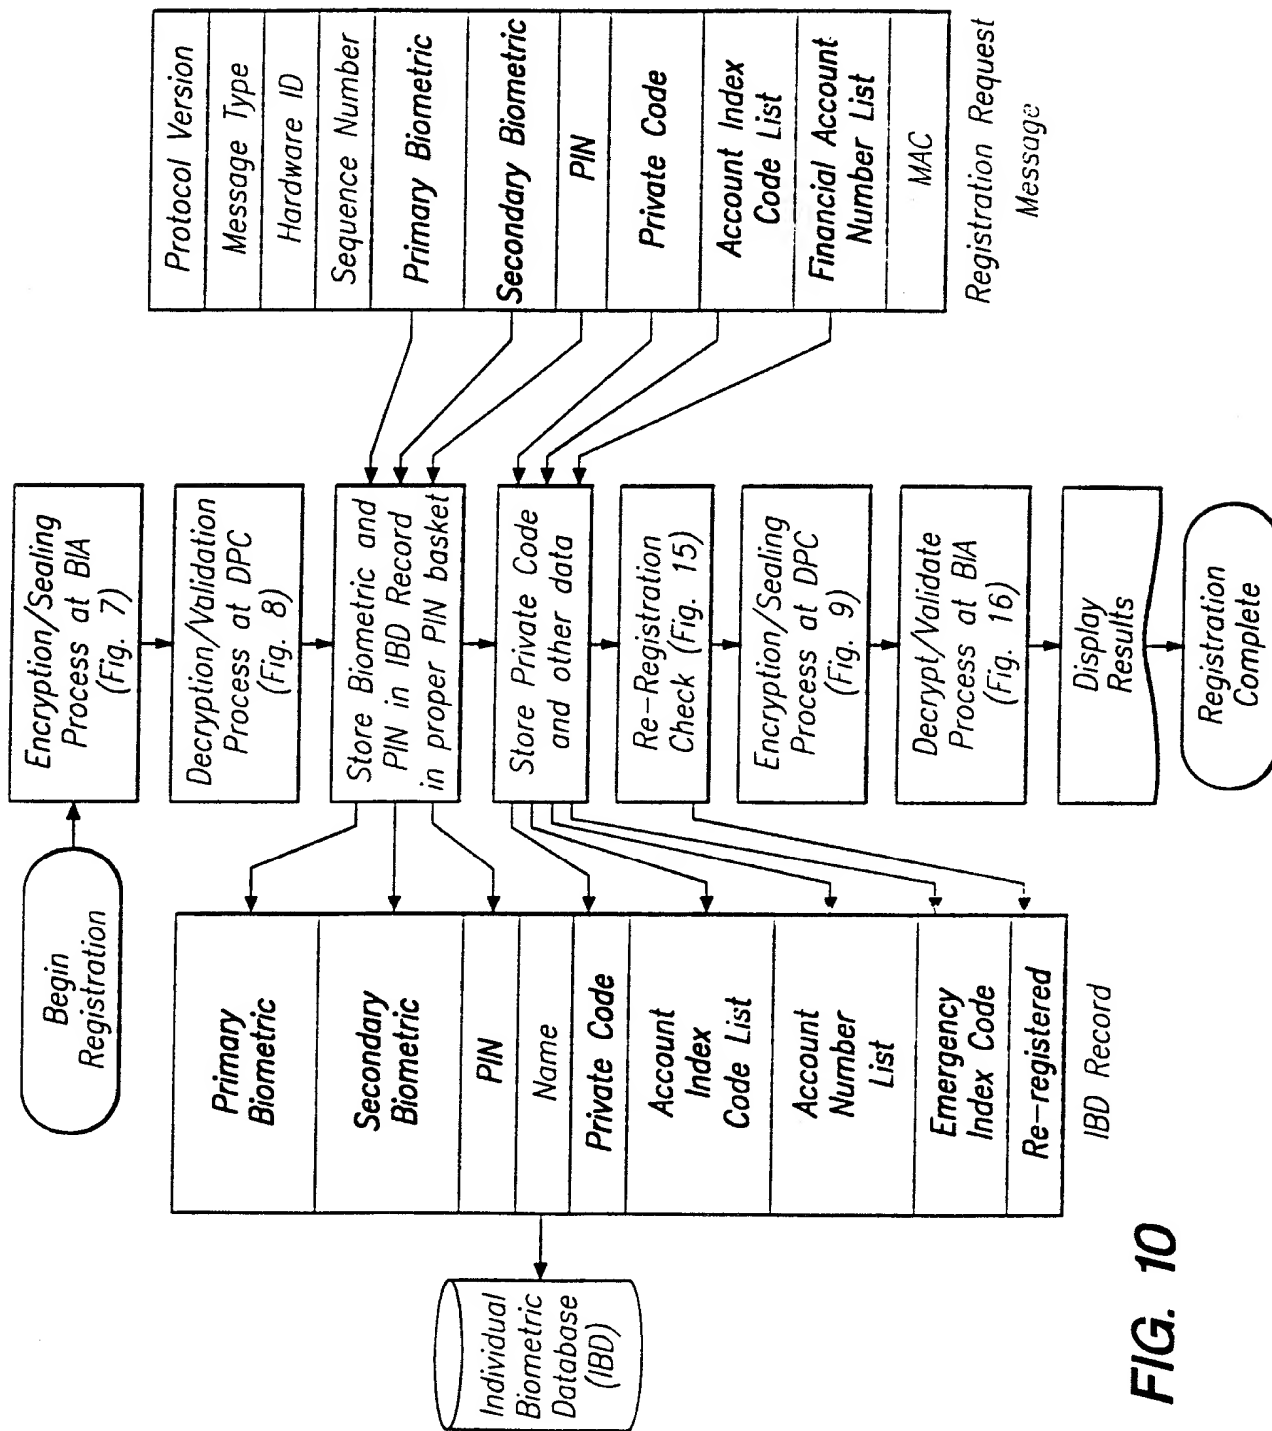 Begin
Registration
Encryption/Sealing
Process at BIA
(Fig. 7)
Decryption/Validation
Process at DPC
(Fig. 8)
Store Biometric and
PIN in IBD Record
in proper PIN basket
Store Private Code
and other data
Re-Registration
Check (Fig. 15)
Encryption/Sealing
Process at DPC
(Fig. 9)
Decrypt/Validate
Process at BIA
(Fig. 16)
Display
Results
Registration
Complete
Protocol Version
Message Type
Hardware ID
Sequence Number
Primary Biometric
Secondary Biometric
PIN
Private Code
Account Index
Code List
Financial Account
Number List
MAC
Registration Request
Message
Primary
Biometric
Secondary
Biometric
PIN
Name
Private Code
Account
Index
Code List
Account
Number
List
Emergency
Index Code
Re-registered
IBD Record
Individual
Biometric
Database
(IBD)
FIG. 10